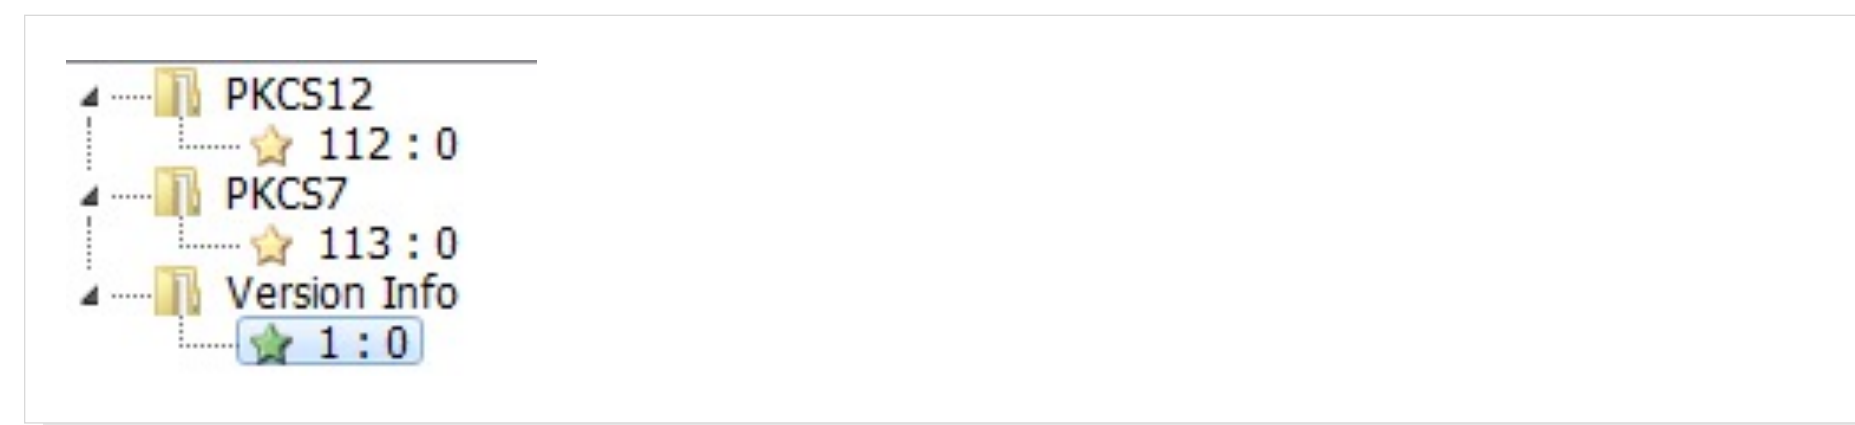 PKCS12
112 : 0
PKCS7
113 : 0
Version Info
1 : 0